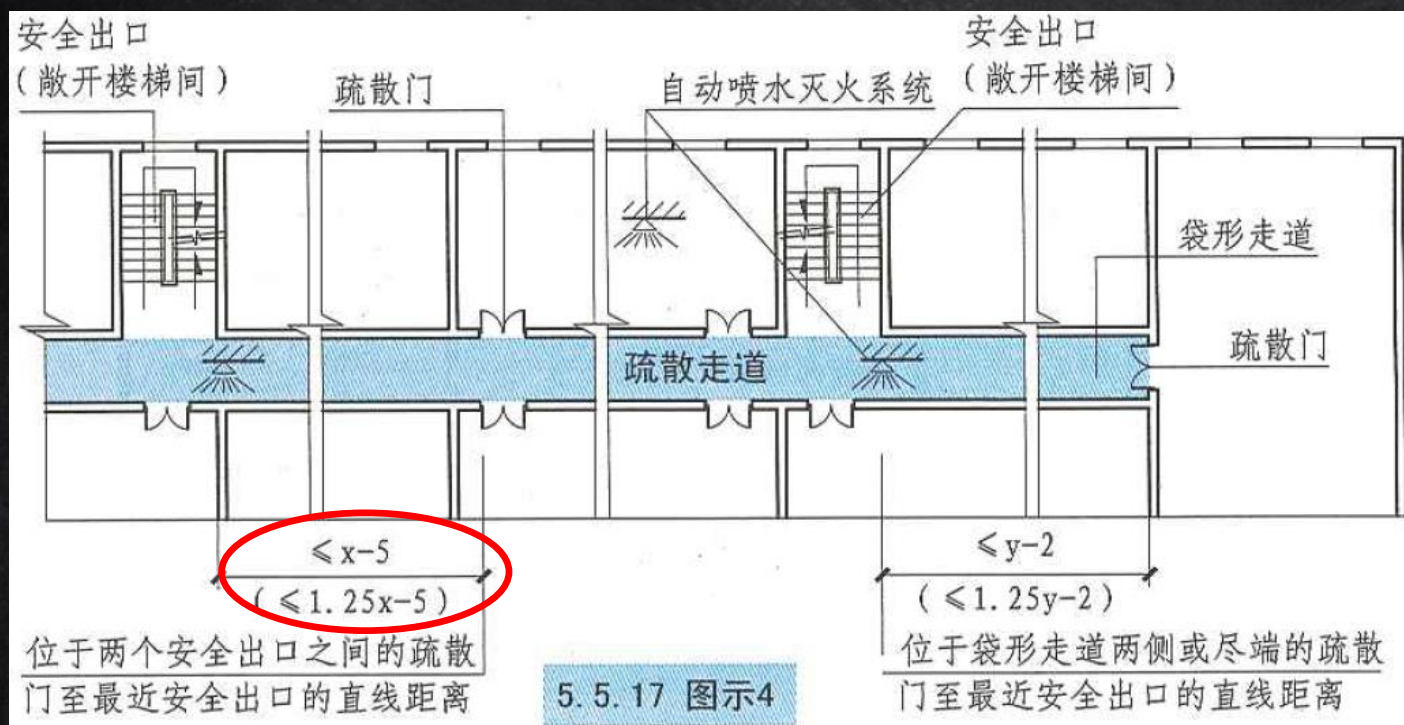 安全出口
（敞开楼梯间）
疏散门
自动喷水灭火系统
安全出口
（敞开楼梯间）
袋形走道
疏散门
疏散走道
≤x-5
（≤1.25x-5）
≤y-2
（≤1.25y-2）
位于两个安全出口之间的疏散
门至最近安全出口的直线距离
5.5.17 图示4
位于袋形走道两侧或尽端的疏散
门至最近安全出口的直线距离